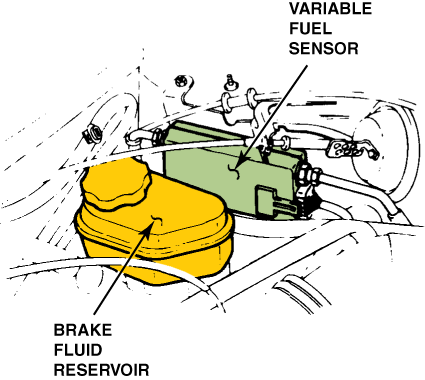 VARIABLE
FUEL
SENSOR
BRAKE
FLUID
RESERVOIR